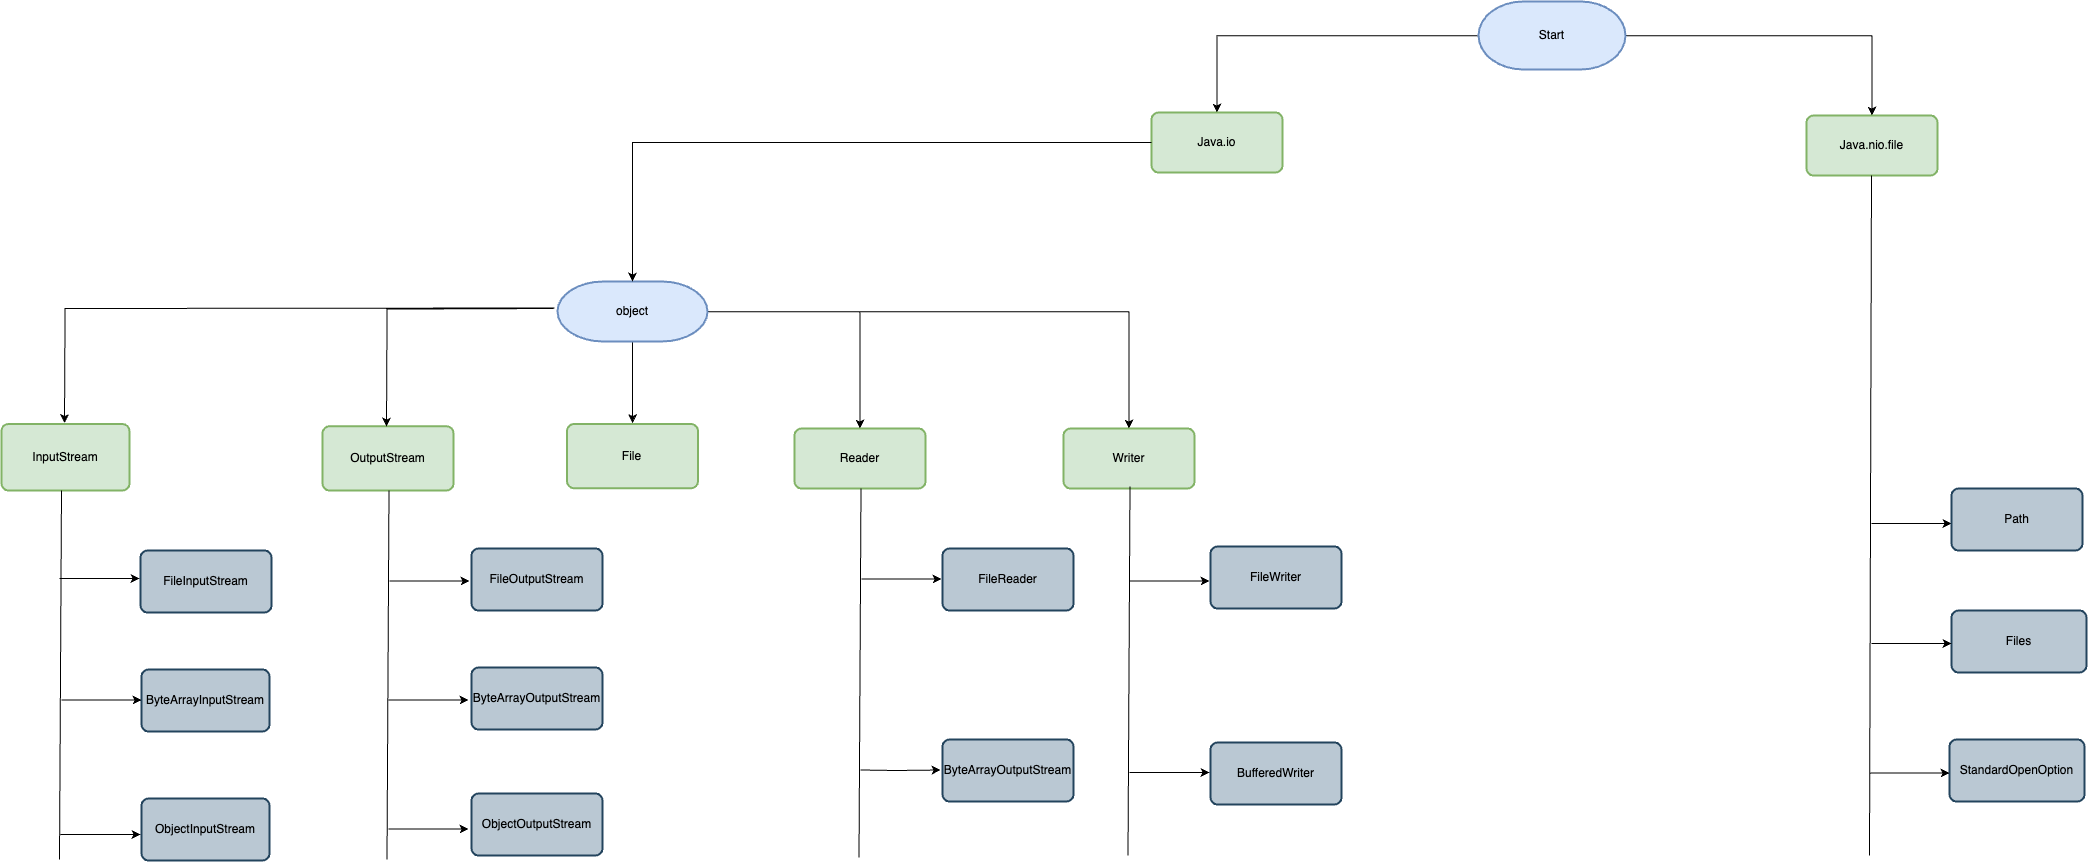 Start
Java.io
Java.nio.file
object
InputStream
OutputStream
File
Reader
Writer
Path
FileInputStream
FileOutputStream
FileReader
FileWriter
Files
ByteArrayInputStream
ByteArrayOutputStream
ByteArrayOutputStream
BufferedWriter
StandardOpenOption
ObjectInputStream
ObjectOutputStream